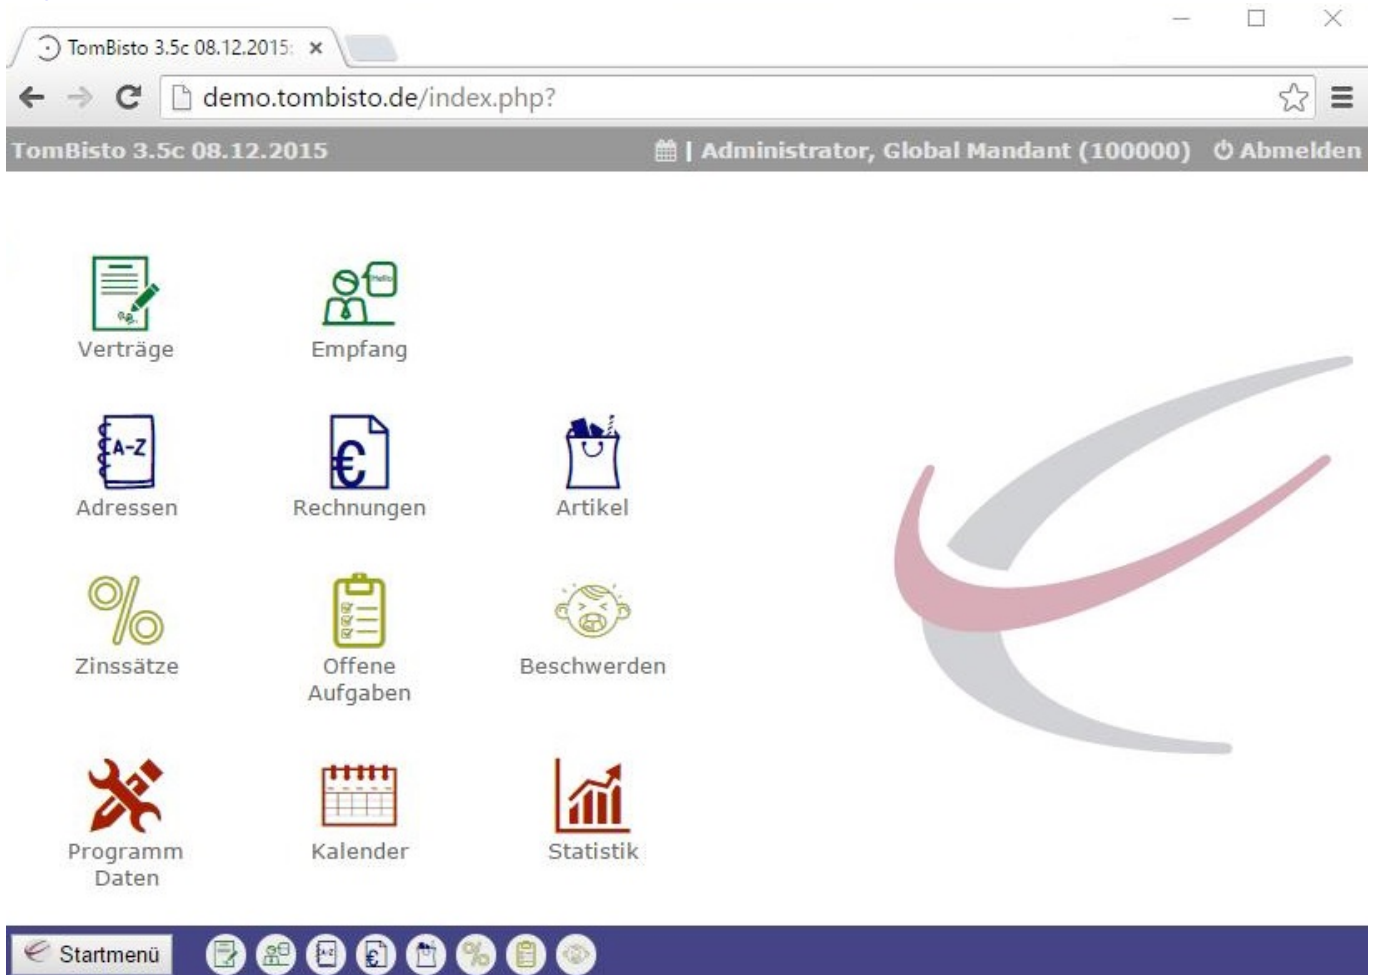 TomBisto 3.5c 08.12.2015:
demo.tombisto.de/index.php?
TomBisto 3.5c 08.12.2015 | Administrator, Global Mandant (100000) Abmelden
Hello
Verträge Empfang
A-Z
€
Adressen Rechnungen Artikel
%
Zinssätze Offene Aufgaben Beschwerden
Programm Daten Kalender Statistik
Startmenü